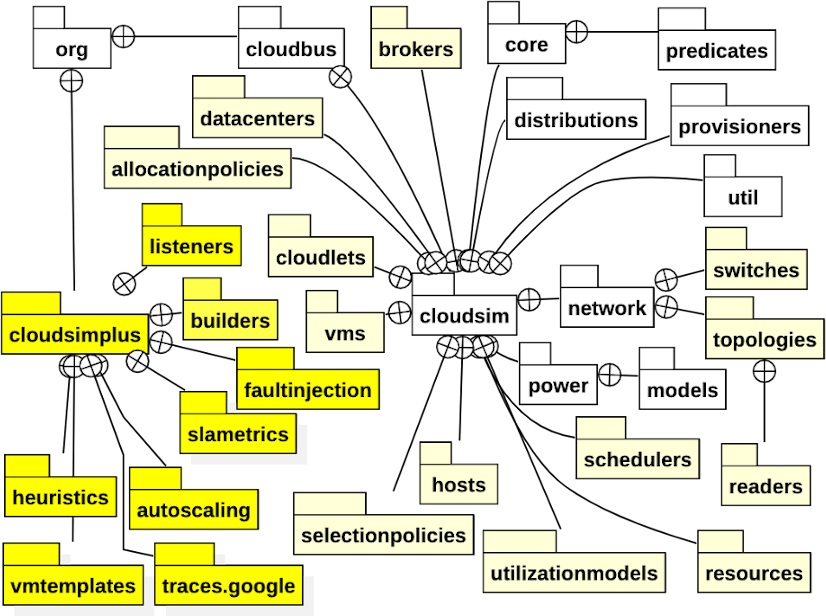 org
cloudbus
brokers
core
predicates
datacenters
distributions
provisioners
allocationpolicies
util
listeners
cloudlets
switches
cloudsimplus
builders
vms
cloudsim
network
topologies
faultinjection
power
models
slametrics
schedulers
heuristics
autoscaling
hosts
readers
selectionpolicies
vmtemplates
traces.google
utilizationmodels
resources